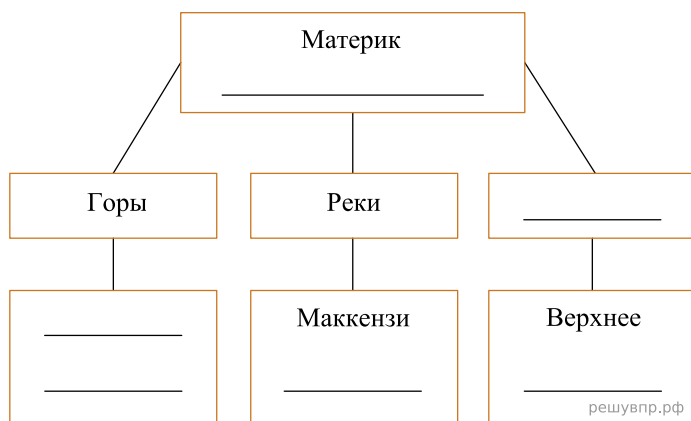 Материк
Горы
Реки
Маккензи
Верхнее
решувпр.рф